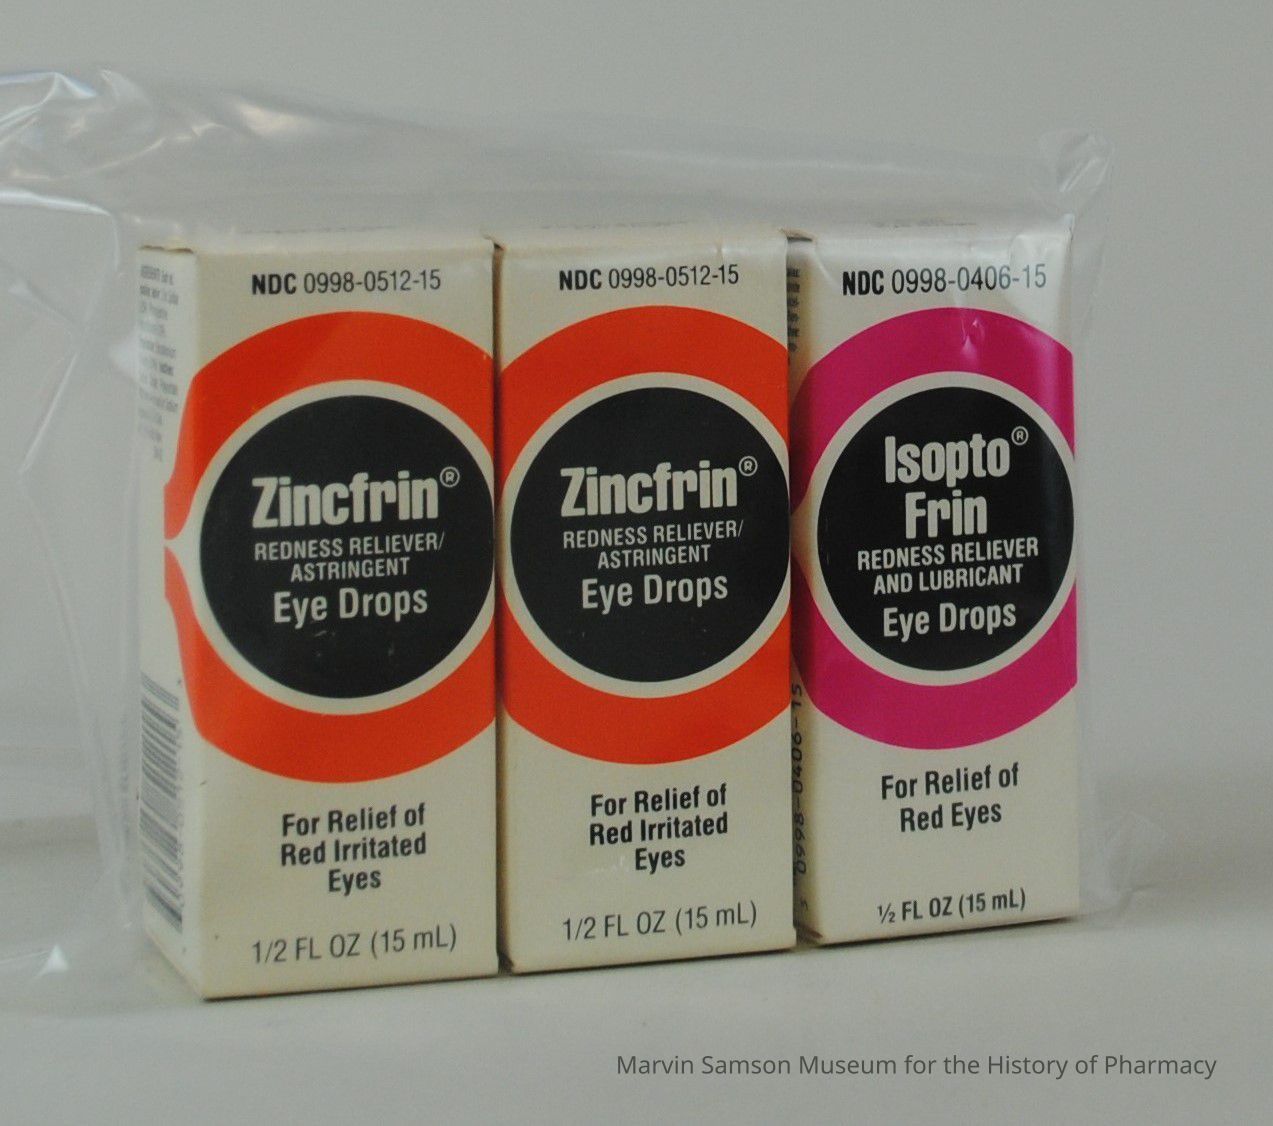 NDC 0998-0512-15
Zincfrin®
REDNESS RELIEVER/
ASTRINGENT
Eye Drops
For Relief of
Red Irritated
Eyes
1/2 FL OZ (15 mL)
NDC 0998-0512-15
Zincfrin®
REDNESS RELIEVER/
ASTRINGENT
Eye Drops
For Relief of
Red Irritated
Eyes
1/2 FL OZ (15 mL)
0998-0406-15
NDC 0998-0406-15
Isopto®
Frin
REDNESS RELIEVER
AND LUBRICANT
Eye Drops
For Relief of
Red Eyes
½ FL OZ (15 mL)
Marvin Samson Museum for the History of Pharmacy